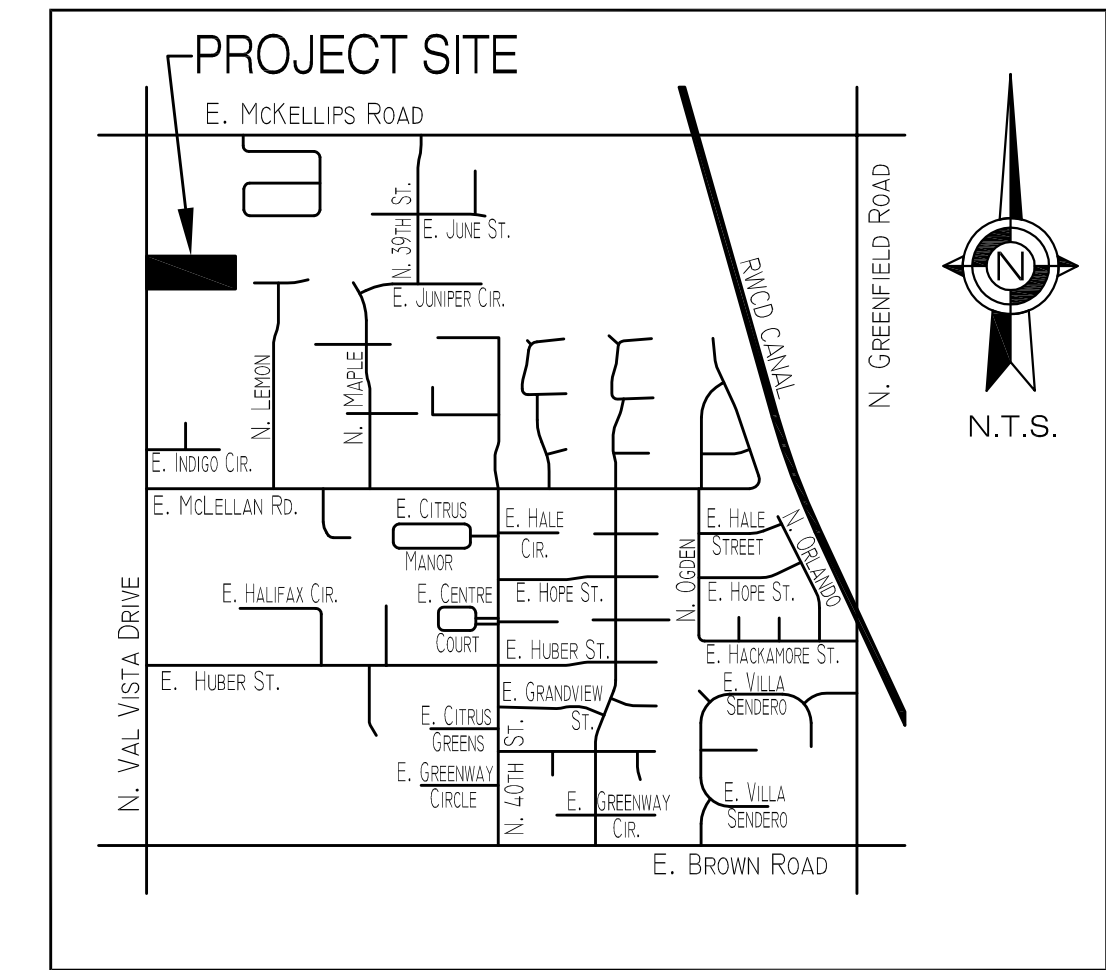 PROJECT SITE
E. McKellips Road
N. 39th St.
E. June St.
E. Juniper Cir.
RWCD CANAL
N. GREENFIELD ROAD
N
N.T.S.
N. Lemon
N. Maple
E. Indigo Cir.
E. McLellan Rd.
E. Citrus
Manor
E. Hale
Cir.
E. Hale
Street
N. Orlando
N. Ogden
E. Halifax Cir.
E. Centre
Court
E. Hope St.
E. Hope St.
N. VAL VISTA DRIVE
E. Huber St.
E. Huber St.
E. Hackamore St.
E. Villa
Sendero
E. Grandview
St.
E. Citrus
Greens
N. 40th St.
E. Greenway
Circle
E. Greenway
Cir.
E. Villa
Sendero
E. Brown Road